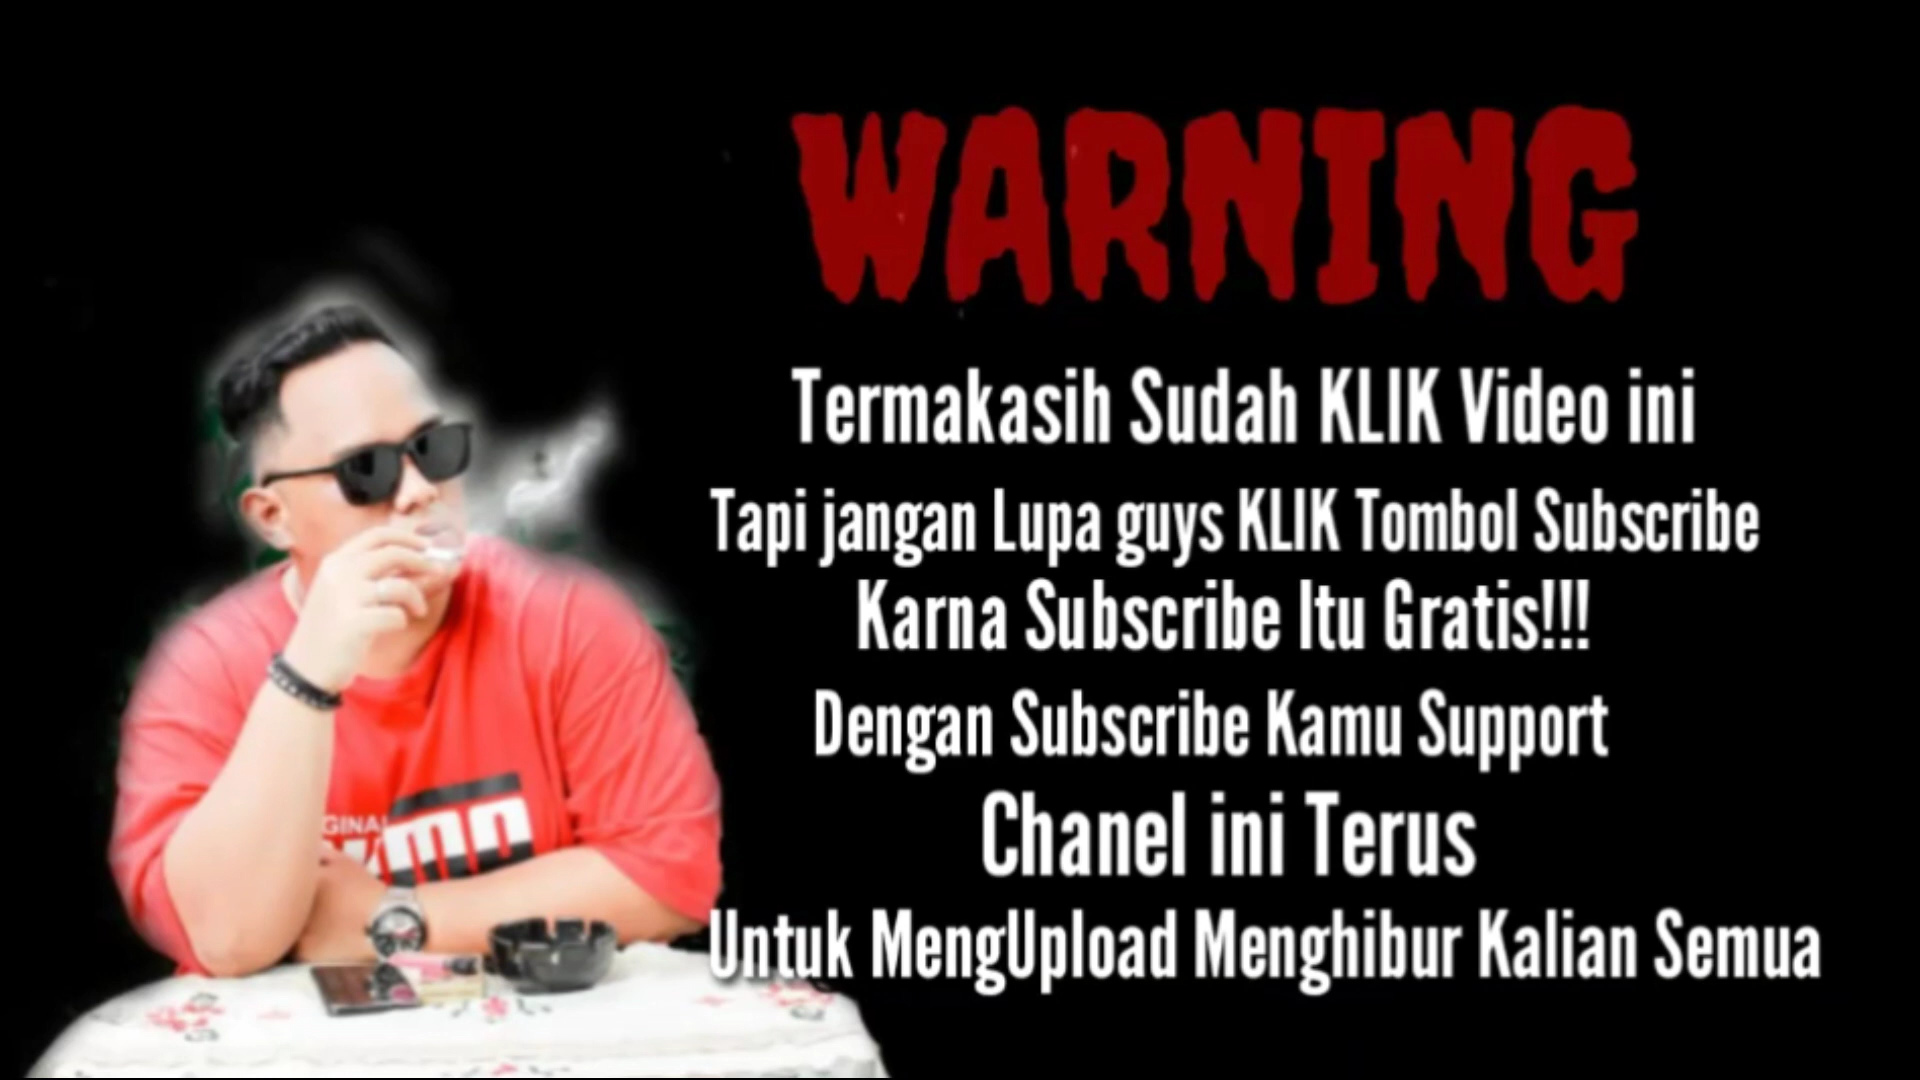 WARNING
Termakasih Sudah KLIK Video ini
Tapi jangan Lupa guys KLIK Tombol Subscribe
Karna Subscribe Itu Gratis!!!
Dengan Subscribe Kamu Support
Chanel ini Terus
Untuk MengUpload Menghibur Kalian Semua